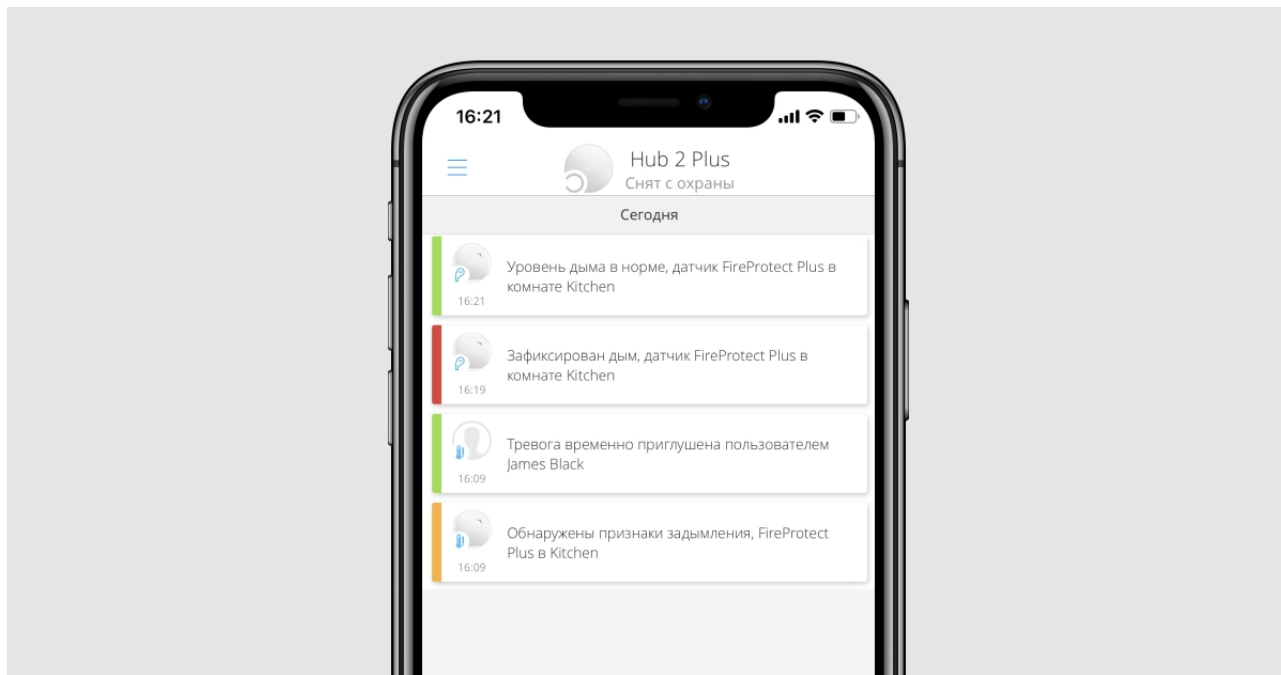 16:21
Hub 2 Plus
Снят с охраны
Сегодня
Уровень дыма в норме, датчик FireProtect Plus в
комнате Kitchen
16:21
Зафиксирован дым, датчик FireProtect Plus в
комнате Kitchen
16:19
Тревога временно приглушена пользователем
James Black
16:09
Обнаружены признаки задымления, FireProtect
Plus в Kitchen
16:09